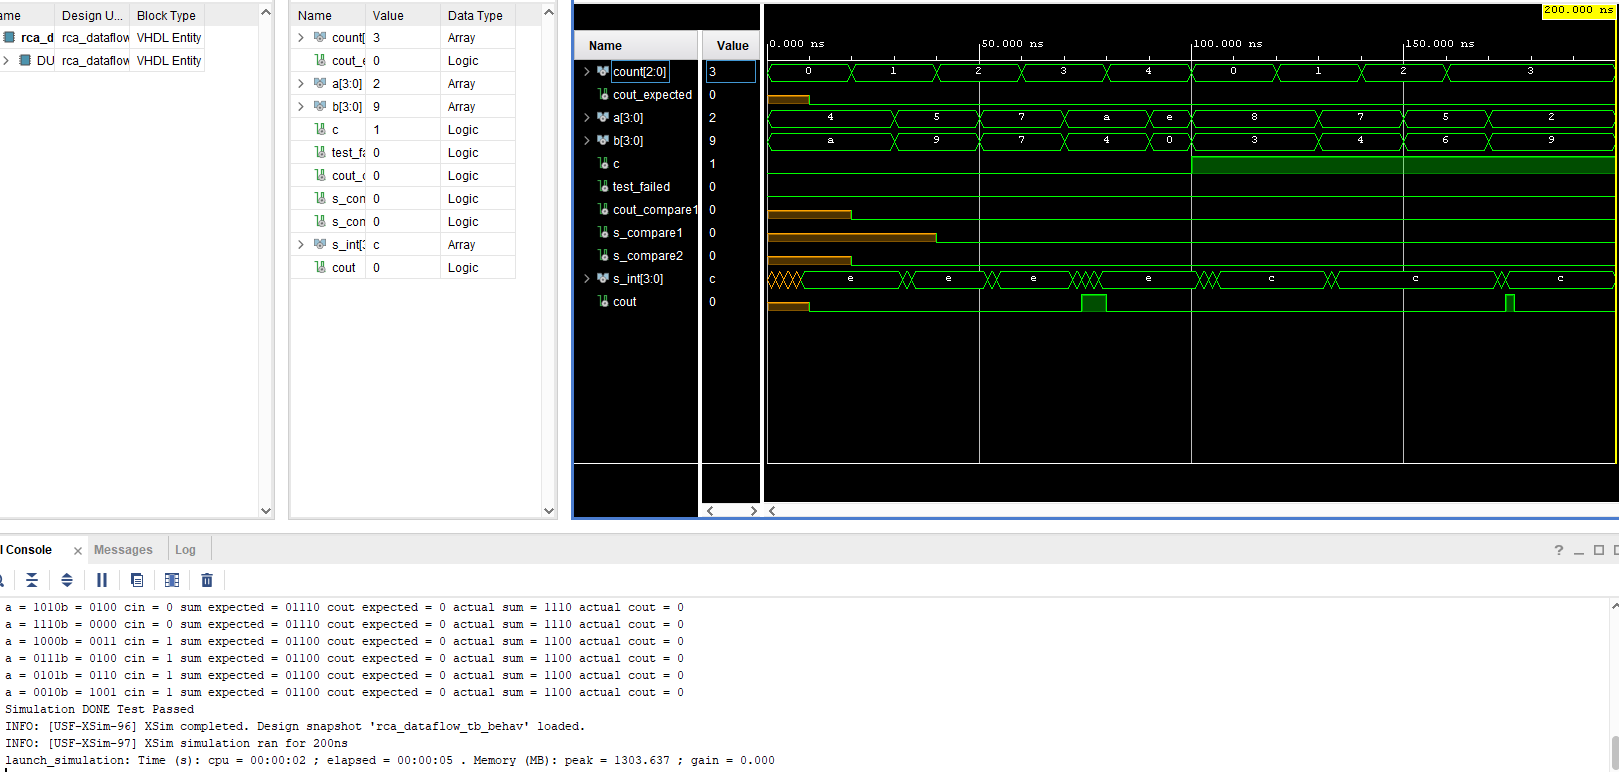 ame Design U... Block Type
rca_d rca_dataflow VHDL Entity
DU rca_dataflow VHDL Entity
Name Value Data Type
count[ 3 Array
cout_e 0 Logic
a[3:0] 2 Array
b[3:0] 9 Array
c 1 Logic
test_fa 0 Logic
cout_c 0 Logic
s_con 0 Logic
s_con 0 Logic
s_int[3 c Array
cout 0 Logic
200.000 ns
Name Value 0.000 ns 50.000 ns 100.000 ns 150.000 ns
count[2:0] 3 0 1 2 3 4 0 1 2 3
cout_expected 0
a[3:0] 2 4 5 7 a e 8 7 5 2
b[3:0] 9 a 9 7 4 0 3 4 6 9
c 1
test_failed 0
cout_compare1 0
s_compare1 0
s_compare2 0
s_int[3:0] c e e e e c c c
cout 0
l Console Messages Log
a = 1010b = 0100 cin = 0 sum expected = 01110 cout expected = 0 actual sum = 1110 actual cout = 0
a = 1110b = 0000 cin = 0 sum expected = 01110 cout expected = 0 actual sum = 1110 actual cout = 0
a = 1000b = 0011 cin = 1 sum expected = 01100 cout expected = 0 actual sum = 1100 actual cout = 0
a = 0111b = 0100 cin = 1 sum expected = 01100 cout expected = 0 actual sum = 1100 actual cout = 0
a = 0101b = 0110 cin = 1 sum expected = 01100 cout expected = 0 actual sum = 1100 actual cout = 0
a = 0010b = 1001 cin = 1 sum expected = 01100 cout expected = 0 actual sum = 1100 actual cout = 0
Simulation DONE Test Passed
INFO: [USF-XSim-96] XSim completed. Design snapshot 'rca_dataflow_tb_behav' loaded.
INFO: [USF-XSim-97] XSim simulation ran for 200ns
launch_simulation: Time (s): cpu = 00:00:02 ; elapsed = 00:00:05 . Memory (MB): peak = 1303.637 ; gain = 0.000